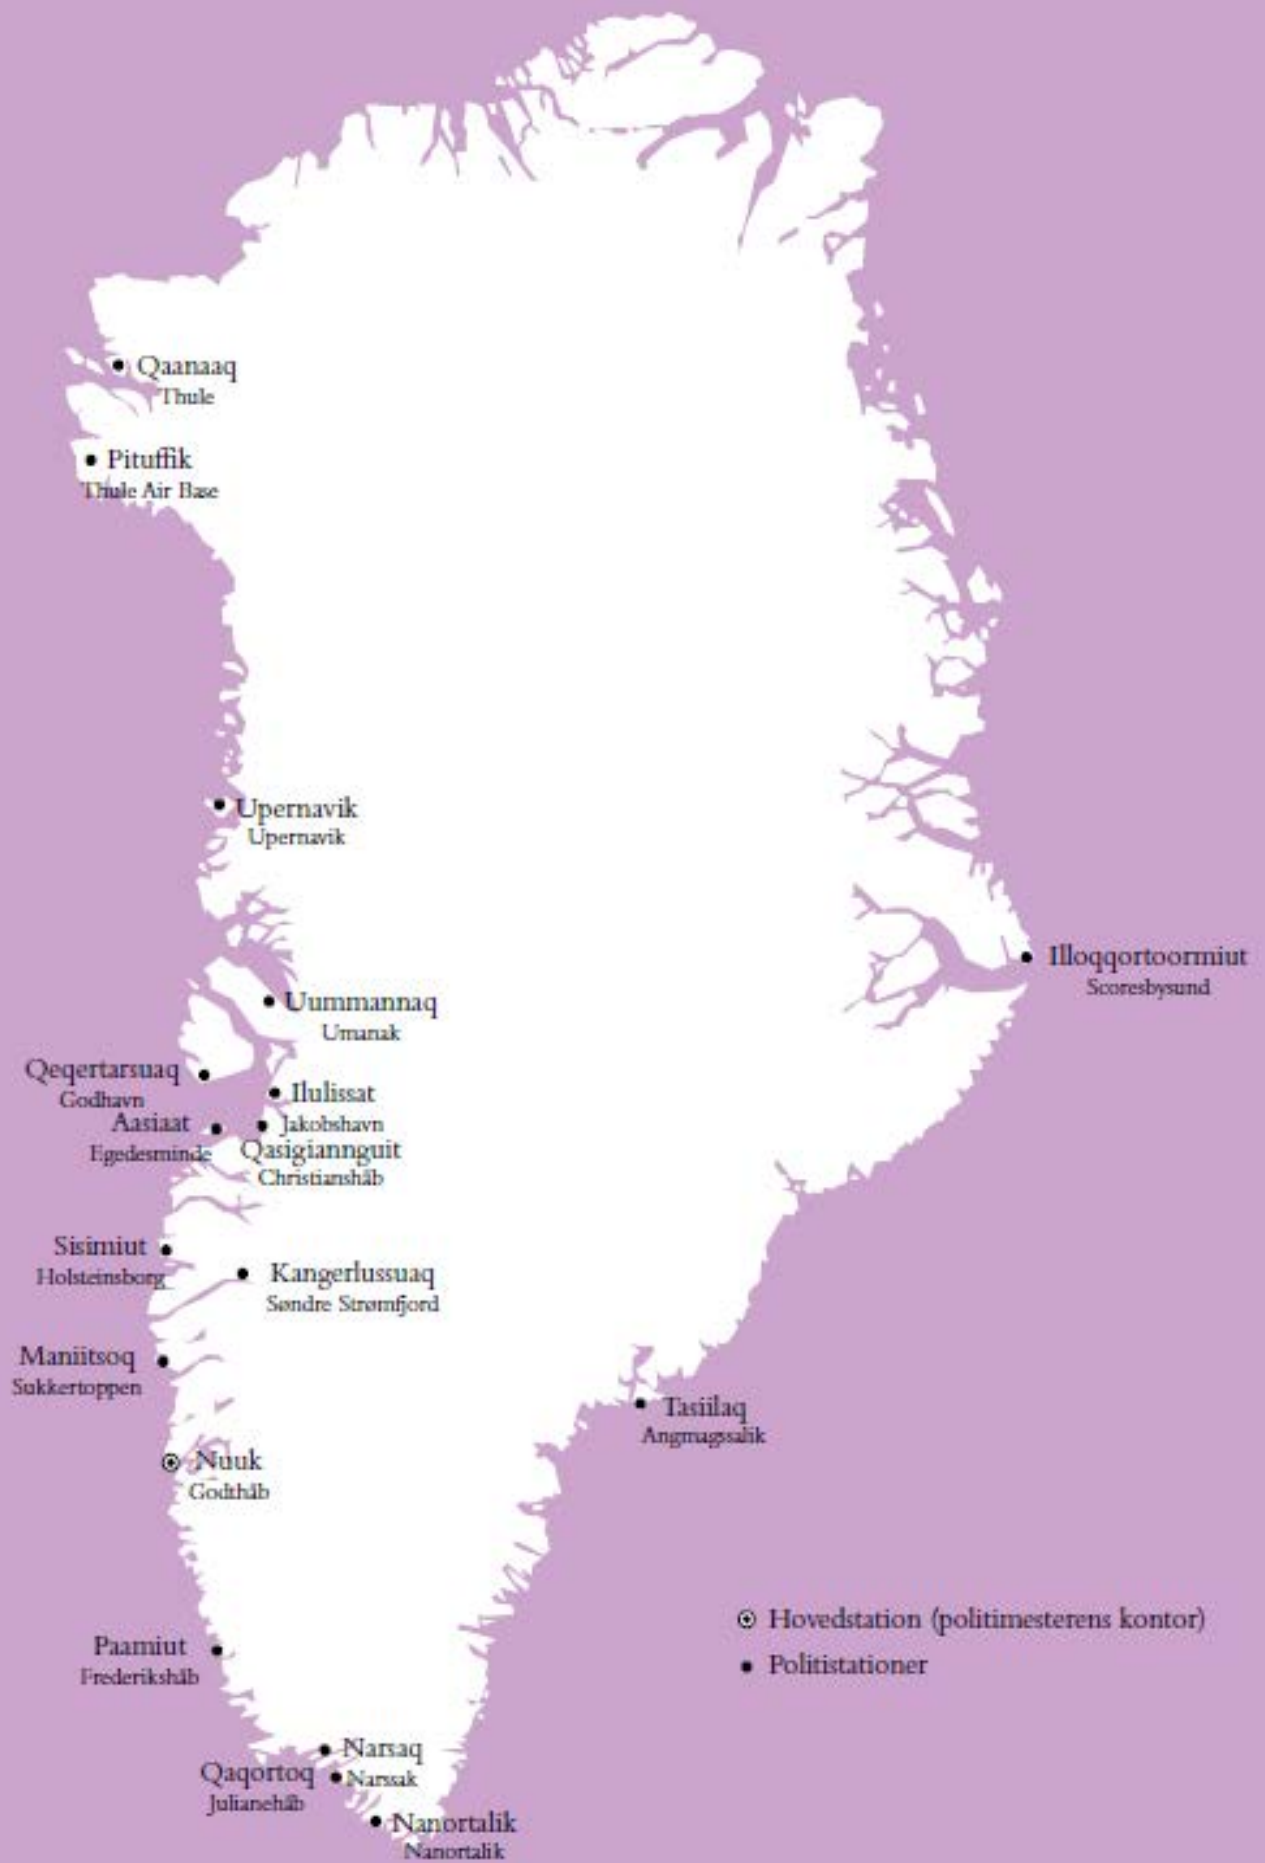 Qaanaaq
Thule
Pituffik
Thule Air Base
Upernavik
Upernavik
Illoqqortoormiut
Scoresbysund
Uummannaq
Umanak
Qeqertarsuaq
Godhavn
Ilulissat
Jakobshavn
Aasiaat
Egedesminde
Qasigiannguit
Christianshåb
Sisimiut
Holsteinsborg
Kangerlussuaq
Søndre Strømfjord
Maniitsoq
Sukkertoppen
Tasiilaq
Angmagssalik
Nuuk
Godthåb
Hovedstation (politimesterens kontor)
Politistationer
Paamiut
Frederikshåb
Narsaq
Narssak
Qaqortoq
Julianehåb
Nanortalik
Nanortalik